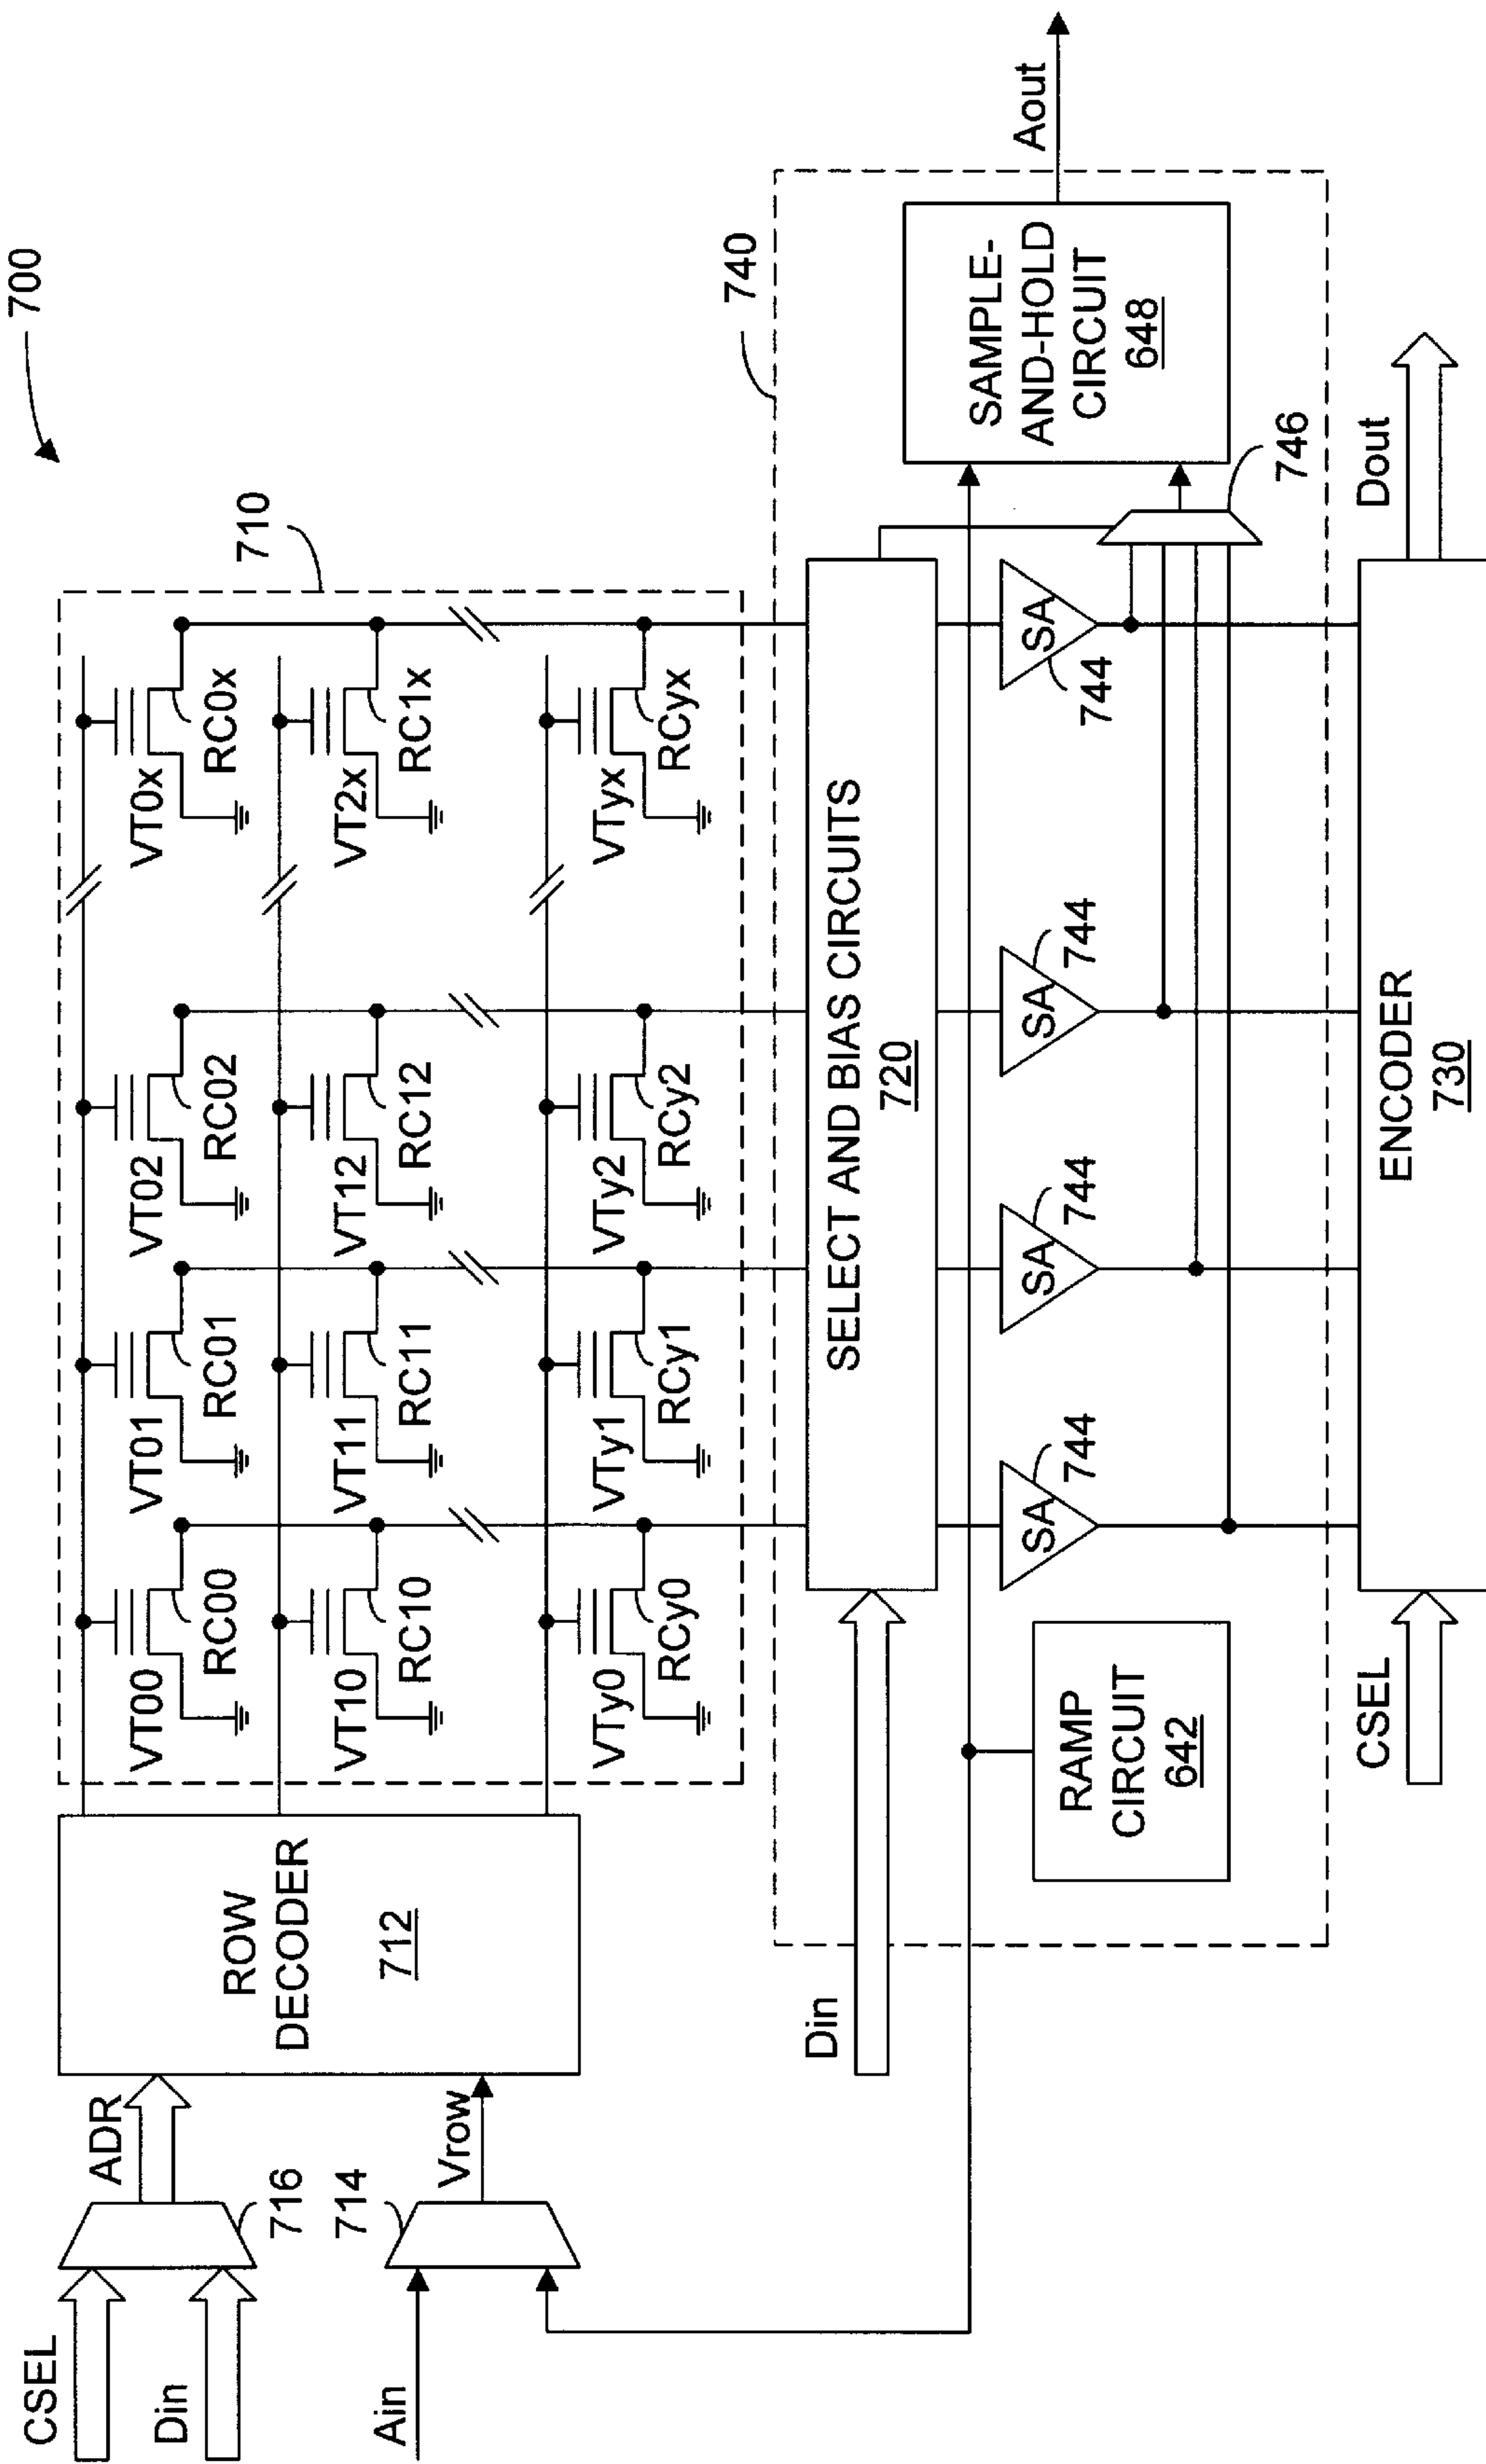 700
710
CSEL
Din
716
ADR
Ain
714
Vrow
ROW
DECODER
712
VT00
RC00
VT01
RC01
VT02
RC02
VT0x
RC0x
VT10
RC10
VT11
RC11
VT12
RC12
VT2x
RC1x
VTy0
RCy0
VTy1
RCy1
VTy2
RCy2
VTyx
RCyx
740
Din
SELECT AND BIAS CIRCUITS
720
RAMP
CIRCUIT
642
SA
744
SA
744
SA
744
SA
744
746
SAMPLE-
AND-HOLD
CIRCUIT
648
Aout
CSEL
ENCODER
730
Dout